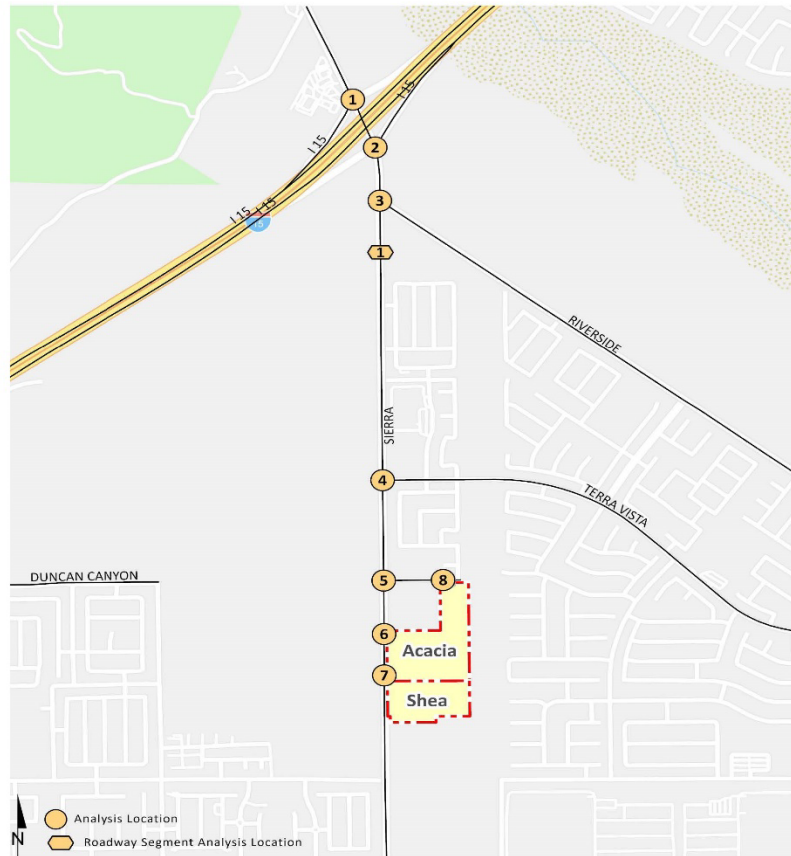 1
I 15
2
I 15
3
I 15
I 15
15
1
RIVERSIDE
SIERRA
4
TERRA VISTA
DUNCAN CANYON
5
8
6
Acacia
7
Shea
N
Analysis Location
Roadway Segment Analysis Location